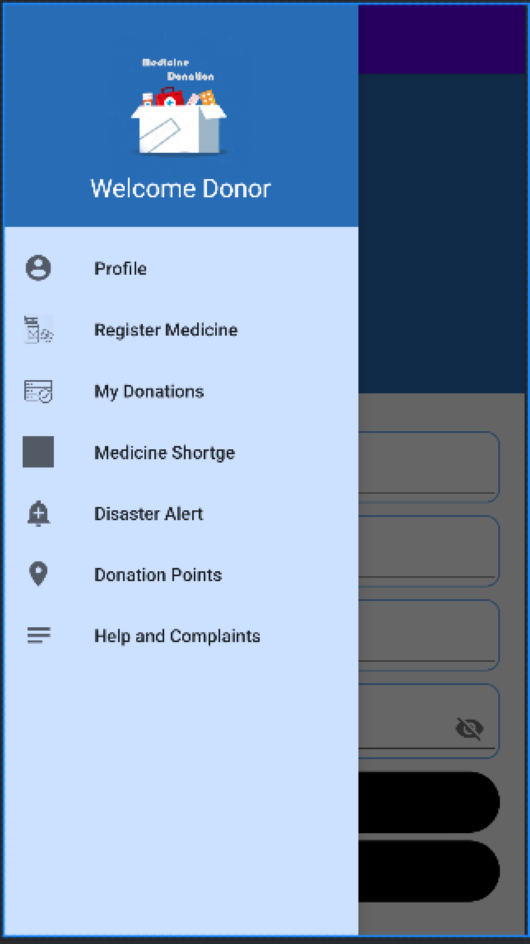 Medicine
Donation
Welcome Donor
Profile
Register Medicine
My Donations
Medicine Shortge
Disaster Alert
Donation Points
Help and Complaints